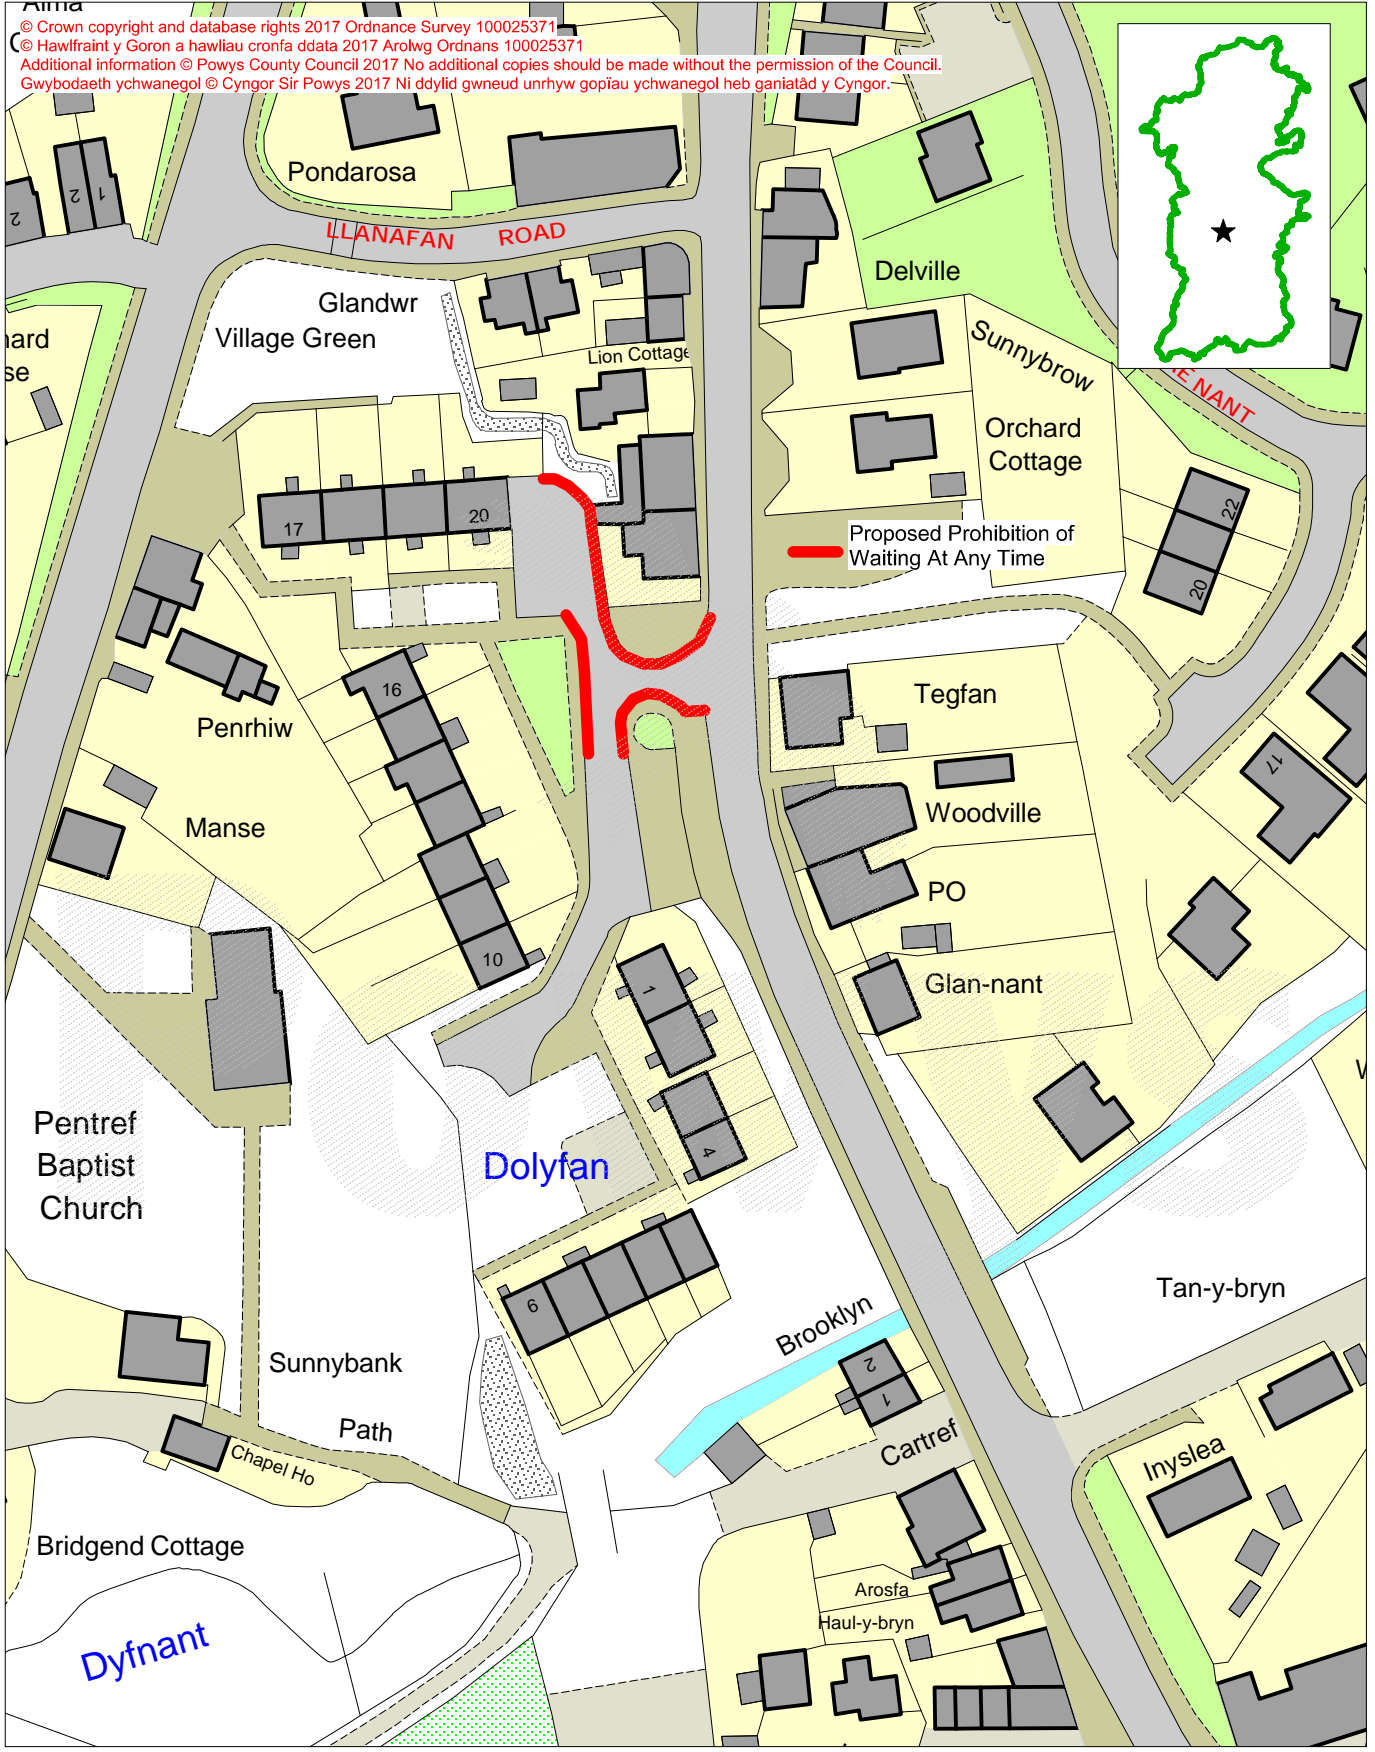 Alma
© Crown copyright and database rights 2017 Ordnance Survey 100025371
© Hawlfraint y Goron a hawliau cronfa ddata 2017 Arolwg Ordnans 100025371
Additional information © Powys County Council 2017 No additional copies should be made without the permission of the Council.
Gwybodaeth ychwanegol © Cyngor Sir Powys 2017 Ni ddylid gwneud unrhyw gopïau ychwanegol heb ganiatâd y Cyngor.
Pondarosa
2
2
1
LLANAFAN ROAD
Delville
Glandwr
Village Green
Lion Cottage
Sunnybrow
NANT
Orchard
Cottage
17
20
22
20
Proposed Prohibition of
Waiting At Any Time
16
Penrhiw
Tegfan
17
Manse
Woodville
PO
10
1
Glan-nant
Pentref
Baptist
Church
Dolyfan
4
9
Tan-y-bryn
Brooklyn
2
1
Sunnybank
Path
Chapel Ho
Cartref
Inyslea
Bridgend Cottage
Arosfa
Haul-y-bryn
Dyfnant